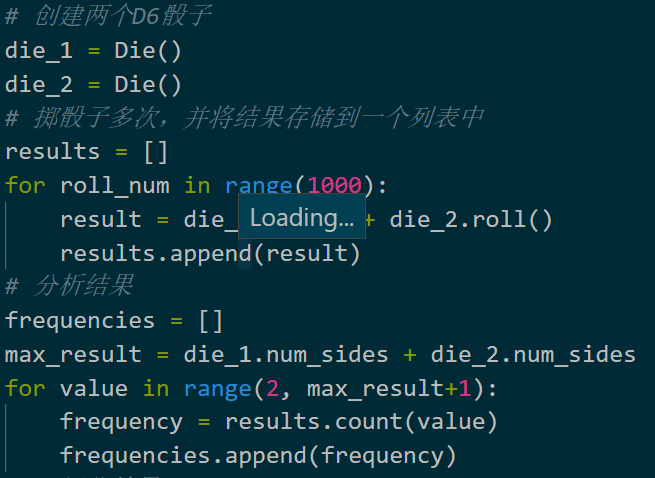 # 创建两个D6骰子
die_1 = Die()
die_2 = Die()
# 掷骰子多次，并将结果存储到一个列表中
results = []
for roll_num in range(1000):
    result = die_ Loading... + die_2.roll()
    results.append(result)
# 分析结果
frequencies = []
max_result = die_1.num_sides + die_2.num_sides
for value in range(2, max_result+1):
    frequency = results.count(value)
    frequencies.append(frequency)